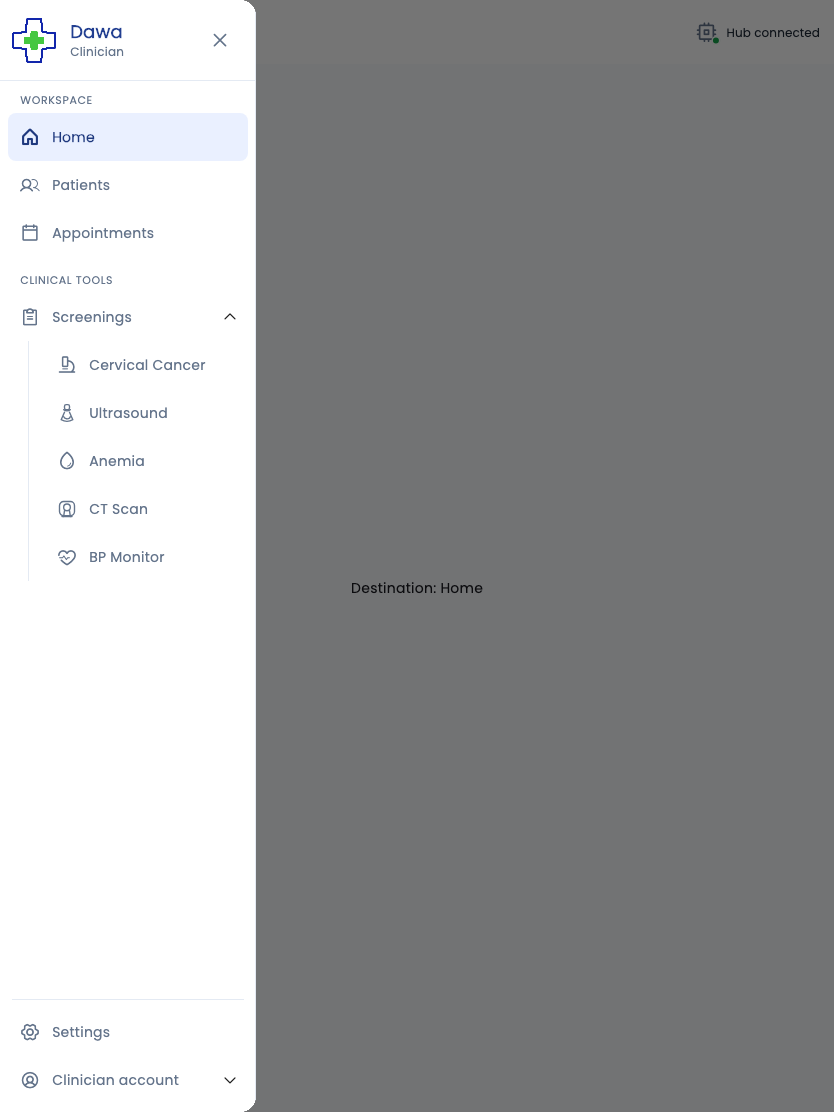 Dawa
Clinician
Hub connected
WORKSPACE
Home
Patients
Appointments
CLINICAL TOOLS
Screenings
Cervical Cancer
Ultrasound
Anemia
CT Scan
BP Monitor
Destination: Home
Settings
Clinician account